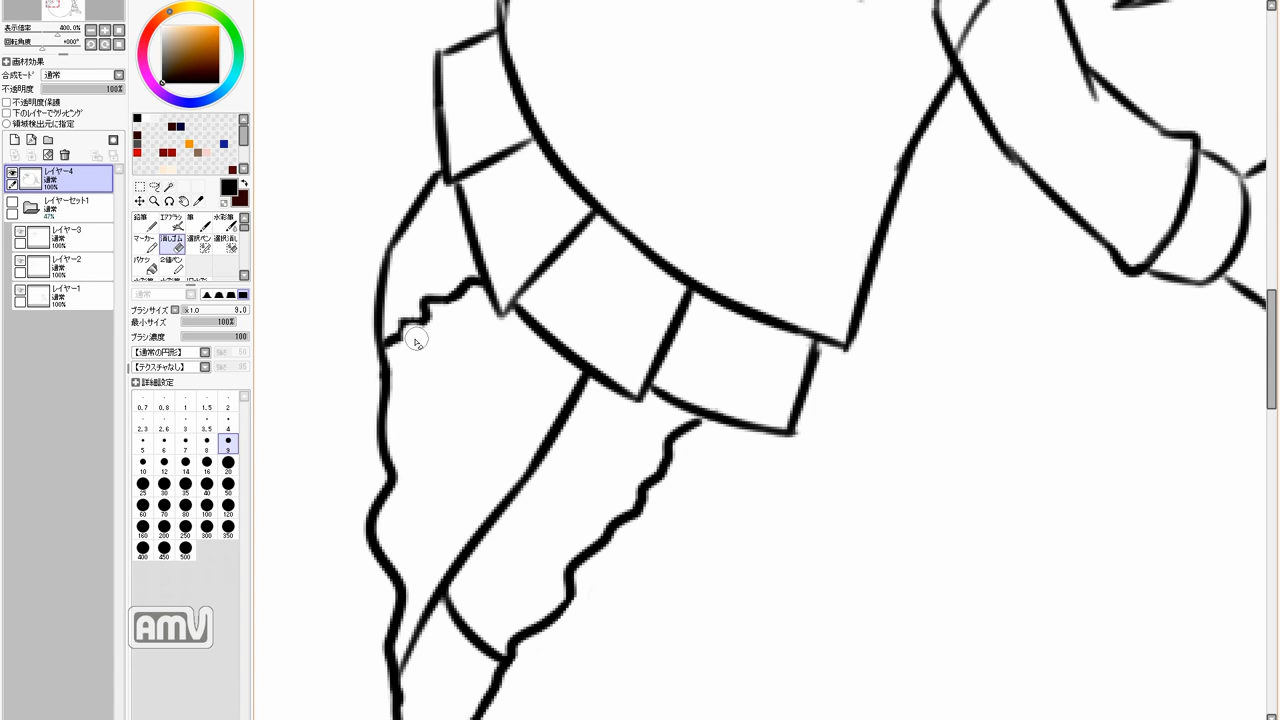 表示倍率 400.0%
回転角度 +000°
画材効果
合成モード 通常
不透明度 100%
不透明度保護
下のレイヤーでクリッピング
領域検出元に指定
レイヤー4
通常
100%
レイヤーセット1
通常
47%
レイヤー3
通常
100%
レイヤー2
通常
100%
レイヤー1
通常
100%
鉛筆 エアブラシ 筆 水彩筆
マーカー 消しゴム 選択ペン 選択消し
バケツ 2値ペン
通常
ブラシサイズ x1.0 9.0
最小サイズ 100%
ブラシ濃度 100
【通常の円形】 強さ 50
【テクスチャなし】 強さ 95
詳細設定
0.7 0.8 1 1.5 2
2.3 2.6 3 3.5 4
5 6 7 8 9
10 12 14 16 20
25 30 35 40 50
60 70 80 100 120
160 200 250 300 350
400 450 500
AMV